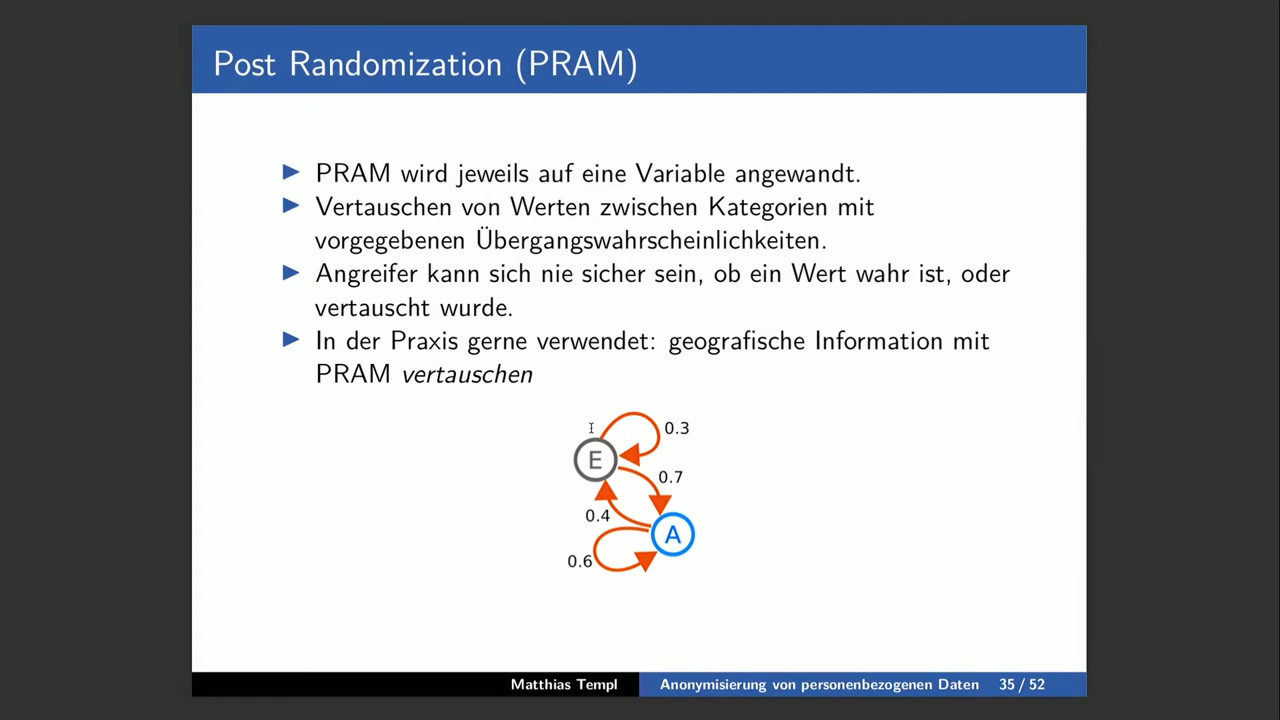 Post Randomization (PRAM)
PRAM wird jeweils auf eine Variable angewandt.
Vertauschen von Werten zwischen Kategorien mit
vorgegebenen Übergangswahrscheinlichkeiten.
Angreifer kann sich nie sicher sein, ob ein Wert wahr ist, oder
vertauscht wurde.
In der Praxis gerne verwendet: geografische Information mit
PRAM vertauschen
0.3
E
0.7
0.4
A
0.6
Matthias Templ
Anonymisierung von personenbezogenen Daten 35 / 52